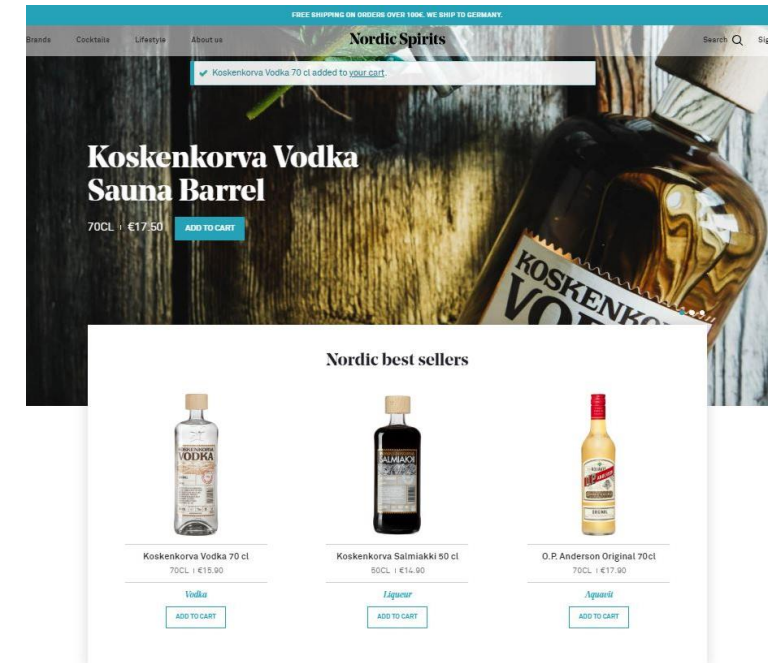 FREE SHIPPING ON ORDERS OVER 100€. WE SHIP TO GERMANY.
Brands Cocktails Lifestyle About us Nordic Spirits Search
Koskenkorva Vodka 70 cl added to your cart.
Koskenkorva Vodka
Sauna Barrel
70CL €17.50 ADD TO CART
KOSKENKO
VO
Nordic best sellers
VODKA
SALMIAKKI
Koskenkorva Vodka 70 cl
70CL €15.90
Vodka
ADD TO CART
Koskenkorva Salmiakki 50 cl
50CL €14.90
Liqueur
ADD TO CART
O.P. Anderson Original 70cl
70CL €17.90
Aquavit
ADD TO CART